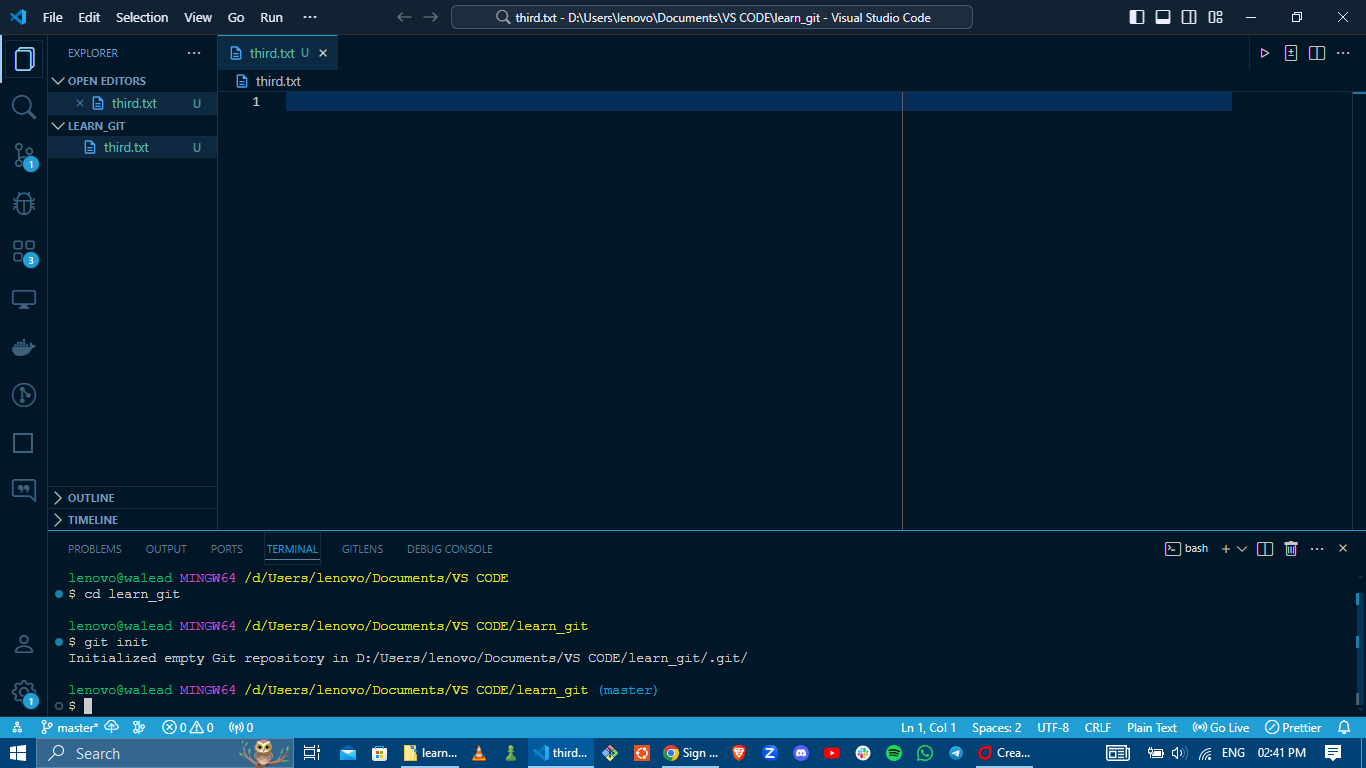 File Edit Selection View Go Run ···
third.txt - D:\Users\lenovo\Documents\VS CODE\learn_git - Visual Studio Code
EXPLORER ···
OPEN EDITORS
third.txt U
LEARN_GIT
third.txt U
OUTLINE
TIMELINE
third.txt U
third.txt
1
1
3
1
PROBLEMS OUTPUT PORTS TERMINAL GITLENS DEBUG CONSOLE
bash
lenovo@wa1ead MINGW64 /d/Users/lenovo/Documents/VS CODE
$ cd learn_git
lenovo@wa1ead MINGW64 /d/Users/lenovo/Documents/VS CODE/learn_git
$ git init
Initialized empty Git repository in D:/Users/lenovo/Documents/VS CODE/learn_git/.git/
lenovo@wa1ead MINGW64 /d/Users/lenovo/Documents/VS CODE/learn_git (master)
$
master* 0 0 0 Ln 1, Col 1 Spaces: 2 UTF-8 CRLF Plain Text Go Live Prettier
Search learn... third... Sign ... Crea... ENG 02:41 PM